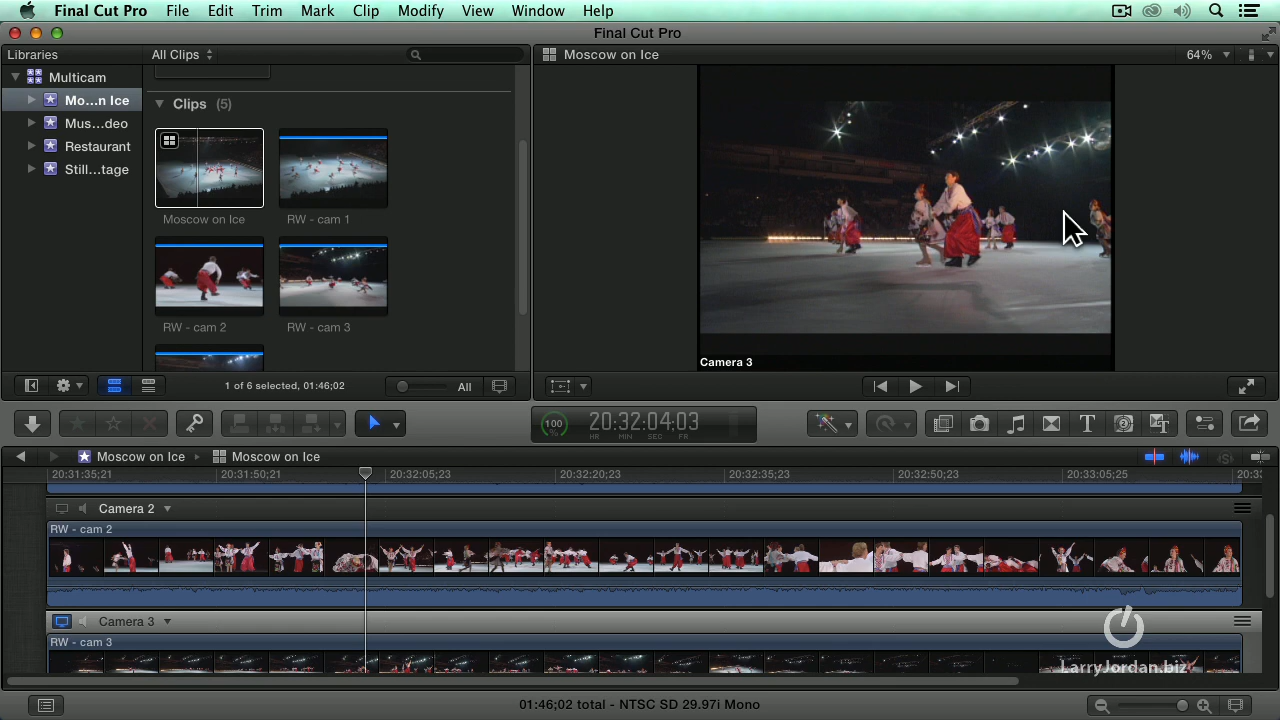 Final Cut Pro File Edit Trim Mark Clip Modify View Window Help
Final Cut Pro
Libraries
All Clips
Moscow on Ice
64%
Multicam
Mo...n Ice
Mus...deo
Restaurant
Still...tage
Clips (5)
Moscow on Ice
RW - cam 1
RW - cam 2
RW - cam 3
Camera 3
1 of 6 selected, 01:46;02
All
100
%
20:32:04;03
HR MIN SEC FR
T
Moscow on Ice
Moscow on Ice
20:31:35;21
20:31:50;21
20:32:05;23
20:32:20;23
20:32:35;23
20:32:50;23
20:33:05;25
Camera 2
RW - cam 2
Camera 3
RW - cam 3
LarryJordan.biz
01:46;02 total - NTSC SD 29.97i Mono